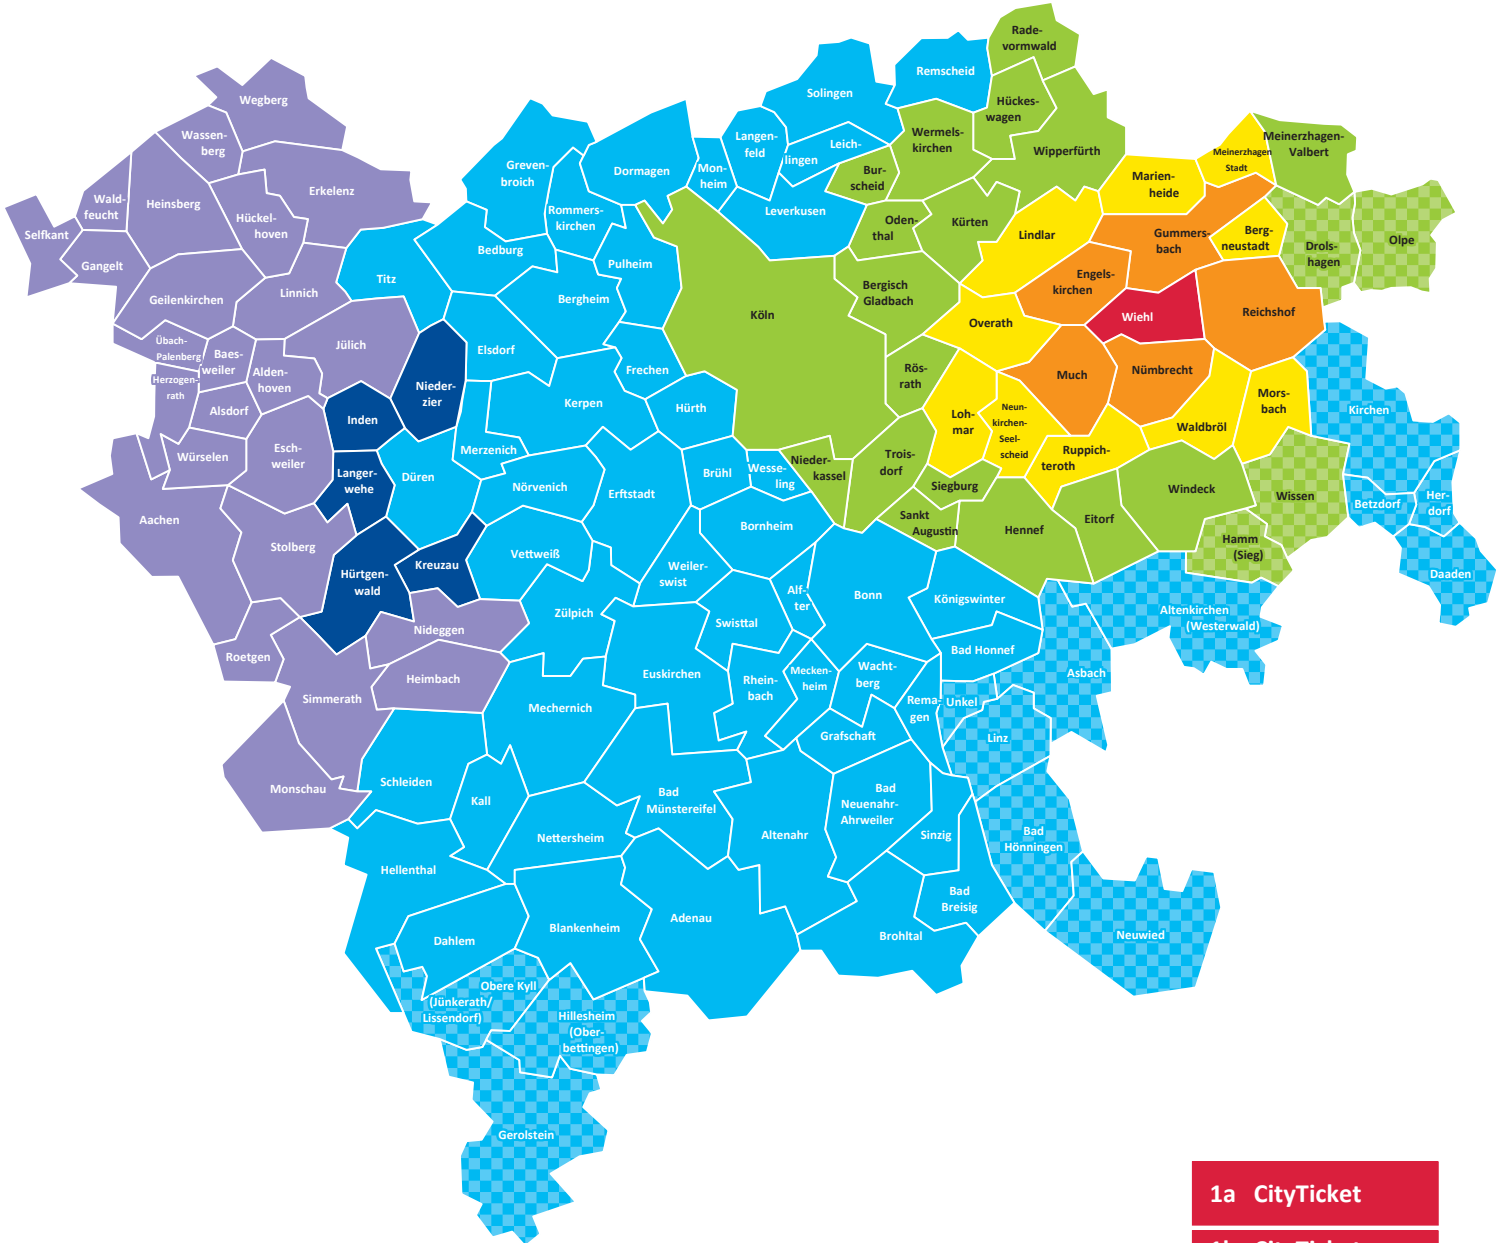 Rade-
vormwald
Remscheid
Solingen
Wegberg
Hückes-
wagen
Wassen-
berg
Wermels-
kirchen
Langen-
feld
Leich-
lingen
Wipperfürth
Meinerzhagen-
Valbert
Meinerzhagen
Stadt
Greven-
broich
Dormagen
Mon-
heim
Bur-
scheid
Marien-
heide
Erkelenz
Wald-
feucht
Heinsberg
Hückel-
hoven
Rommers-
kirchen
Leverkusen
Oden-
thal
Kürten
Lindlar
Gummers-
bach
Berg-
neustadt
Drols-
hagen
Olpe
Selfkant
Gangelt
Bedburg
Pulheim
Titz
Geilenkirchen
Linnich
Bergheim
Bergisch
Gladbach
Engels-
kirchen
Köln
Overath
Wiehl
Reichshof
Übach-
Palenberg
Baes-
weiler
Jülich
Elsdorf
Frechen
Rös-
rath
Much
Nümbrecht
Herzogen-
rath
Alden-
hoven
Nieder-
zier
Kerpen
Hürth
Alsdorf
Inden
Loh-
mar
Neun-
kirchen-
Seel-
scheid
Mors-
bach
Kirchen
Waldbröl
Würselen
Esch-
weiler
Merzenich
Ruppich-
teroth
Langer-
wehe
Düren
Nörvenich
Erftstadt
Brühl
Wesse-
ling
Nieder-
kassel
Trois-
dorf
Siegburg
Windeck
Wissen
Betzdorf
Her-
dorf
Aachen
Stolberg
Vettweiß
Bornheim
Sankt
Augustin
Hennef
Eitorf
Hamm
(Sieg)
Hürtgen-
wald
Kreuzau
Weiler-
swist
Alf-
ter
Bonn
Königswinter
Daaden
Zülpich
Swisttal
Altenkirchen
(Westerwald)
Nideggen
Bad Honnef
Roetgen
Heimbach
Euskirchen
Rhein-
bach
Mecken-
heim
Wacht-
berg
Asbach
Simmerath
Mechernich
Rema-
gen
Unkel
Grafschaft
Linz
Monschau
Schleiden
Kall
Bad
Münstereifel
Bad
Neuenahr-
Ahrweiler
Nettersheim
Altenahr
Sinzig
Bad
Hönningen
Hellenthal
Bad
Breisig
Adenau
Blankenheim
Dahlem
Brohltal
Neuwied
Obere Kyll
(Jünkerath/
Lissendorf)
Hillesheim
(Ober-
bettingen)
Gerolstein
1a CityTicket